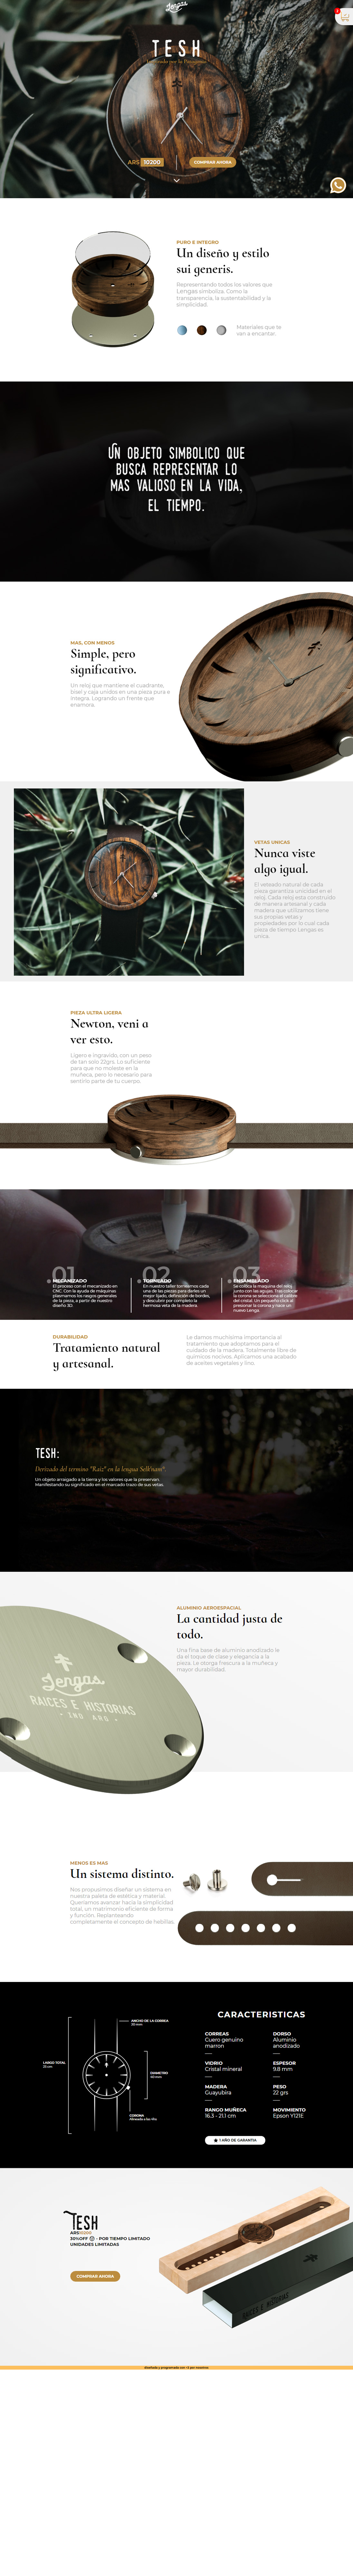 Lengas
1
TESH
Inspirado por la Patagonia
ARS 10200
COMPRAR AHORA
PURO E INTEGRO
Un diseño y estilo
sui generis.
Representando todos los valores que
Lengas simboliza. Como la
transparencia, la sustentabilidad y la
simplicidad.
Materiales que te
van a encantar.
UN OBJETO SIMBOLICO QUE
BUSCA REPRESENTAR LO
MAS VALIOSO EN LA VIDA,
EL TIEMPO.
MAS, CON MENOS
Simple, pero
significativo.
Un reloj que mantiene el cuadrante,
bisel y caja unidos en una pieza pura e
integra. Logrando un frente que
enamora.
VETAS UNICAS
Nunca viste
algo igual.
El veteado natural de cada
pieza garantiza unicidad en el
reloj. Cada reloj esta construido
de manera artesanal y cada
madera que utilizamos tiene
sus propias vetas y
propiedades por lo cual cada
pieza de tiempo Lengas es
unica.
PIEZA ULTRA LIGERA
Newton, veni a
ver esto.
Ligero e ingravido, con un peso
de tan solo 22grs. Lo suficiente
para que no moleste en la
muñeca, pero lo necesario para
sentirlo parte de tu cuerpo.
01
MECANIZADO
El proceso con el mecanizado en
CNC. Con la ayuda de máquinas
plasmamos los rasgos generales
de la pieza, a partir de nuestro
diseño 3D.
02
TORNEADO
En nuestro taller torneamos cada
una de las piezas para darles un
mejor lijado, definición de bordes,
y descubrir por completo la
hermosa veta de la madera.
03
ENSAMBLADO
Se coloca la maquina del reloj
junto con las agujas. Tras colocar
la corona se selecciona el calibre
del cristal. Un pequeño click al
presionar la corona y nace un
nuevo Lenga.
DURABILIDAD
Tratamiento natural
y artesanal.
Le damos muchísima importancia al
tratamiento que adoptamos para el
cuidado de la madera. Totalmente libre de
químicos nocivos. Aplicamos una acabado
de aceites vegetales y lino.
TESH:
Derivado del termino "Raiz" en la lengua Selk'nam".
Un objeto arraigado a la tierra y los valores que la preservan.
Manifestando su significado en el marcado trazo de sus vetas.
ALUMINIO AEROESPACIAL
La cantidad justa de
todo.
Una fina base de aluminio anodizado le
da el toque de clase y elegancia a la
pieza. Le otorga frescura a la muñeca y
mayor durabilidad.
Lengas
RAICES E HISTORIAS
- IND ARG -
MENOS ES MAS
Un sistema distinto.
Nos propusimos diseñar un sistema en
nuestra paleta de estética y material.
Queríamos avanzar hacia la simplicidad
total, un matrimonio eficiente de forma
y función. Replanteando
completamente el concepto de hebillas.
ANCHO DE LA CORREA
20 mm
LARGO TOTAL
23 cm
DIAMETRO
40 mm
CORONA
Alineada a las 4hs
CARACTERISTICAS
CORREAS
Cuero genuino
marron
DORSO
Aluminio
anodizado
VIDRIO
Cristal mineral
ESPESOR
9.8 mm
MADERA
Guayubira
PESO
22 grs
RANGO MUÑECA
16.3 - 21.1 cm
MOVIMIENTO
Epson Y121E
1 AÑO DE GARANTIA
TESH
ARS10200
30%OFF - POR TIEMPO LIMITADO
UNIDADES LIMITADAS
COMPRAR AHORA
RAICES E HISTORIAS
diseñado y programado con <3 por nosotros